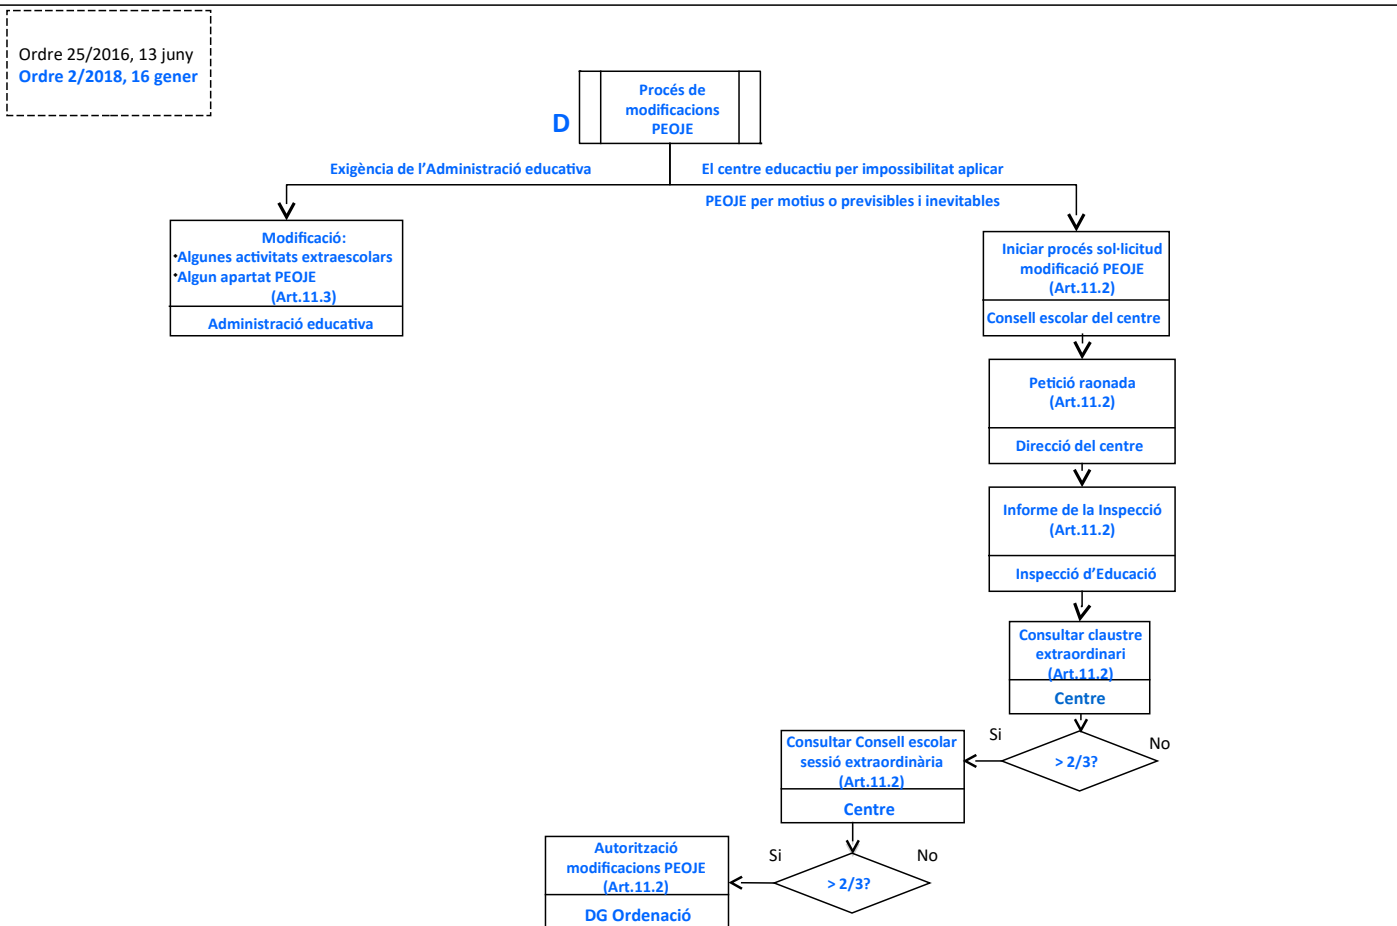 Ordre 25/2016, 13 juny
Ordre 2/2018, 16 gener
D
Procés de
modificacions
PEOJE
Exigència de l’Administració educativa
El centre educactiu per impossibilitat aplicar
PEOJE per motius o previsibles i inevitables
Modificació:
•Algunes activitats extraescolars
•Algun apartat PEOJE
(Art.11.3)
Administració educativa
Iniciar procés sol·licitud
modificació PEOJE
(Art.11.2)
Consell escolar del centre
Petició raonada
(Art.11.2)
Direcció del centre
Informe de la Inspecció
(Art.11.2)
Inspecció d’Educació
Consultar claustre
extraordinari
(Art.11.2)
Centre
Si
> 2/3?
No
Consultar Consell escolar
sessió extraordinària
(Art.11.2)
Centre
Si
> 2/3?
No
Autorització
modificacions PEOJE
(Art.11.2)
DG Ordenació